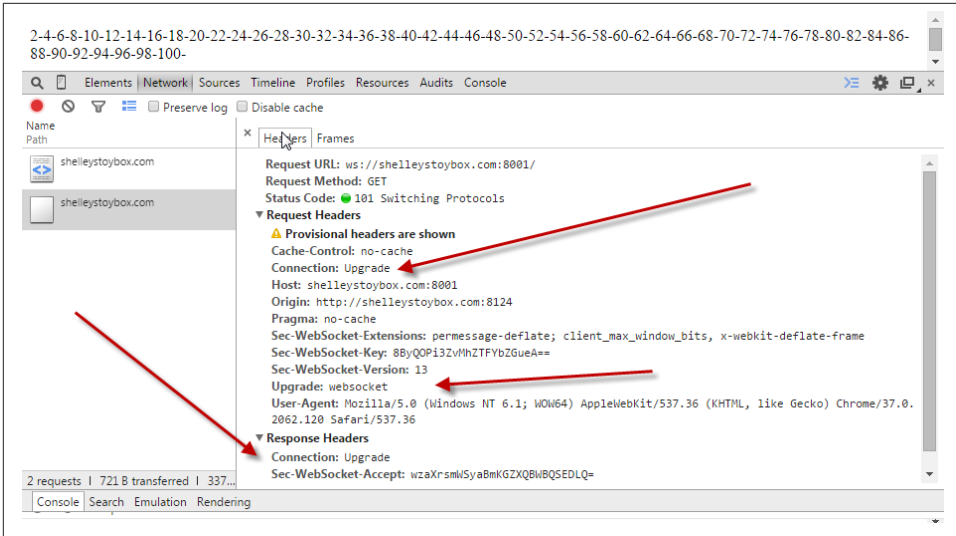 2-4-6-8-10-12-14-16-18-20-22-24-26-28-30-32-34-36-38-40-42-44-46-48-50-52-54-56-58-60-62-64-66-68-70-72-74-76-78-80-82-84-86-
88-90-92-94-96-98-100-
Elements Network Sources Timeline Profiles Resources Audits Console
Preserve log Disable cache
Name
Path
× Headers Frames
shelleystoybox.com
shelleystoybox.com
Request URL: ws://shelleystoybox.com:8001/
Request Method: GET
Status Code: 101 Switching Protocols
Request Headers
Provisional headers are shown
Cache-Control: no-cache
Connection: Upgrade
Host: shelleystoybox.com:8001
Origin: http://shelleystoybox.com:8124
Pragma: no-cache
Sec-WebSocket-Extensions: permessage-deflate; client_max_window_bits, x-webkit-deflate-frame
Sec-WebSocket-Key: 8ByQOPi3ZvMhZTFYbZGueA==
Sec-WebSocket-Version: 13
Upgrade: websocket
User-Agent: Mozilla/5.0 (Windows NT 6.1; WOW64) AppleWebKit/537.36 (KHTML, like Gecko) Chrome/37.0.
2062.120 Safari/537.36
Response Headers
Connection: Upgrade
Sec-WebSocket-Accept: wzaXrsmWSyaBmKGZXQBWBQSEDLQ=
2 requests | 721 B transferred | 337...
Console Search Emulation Rendering